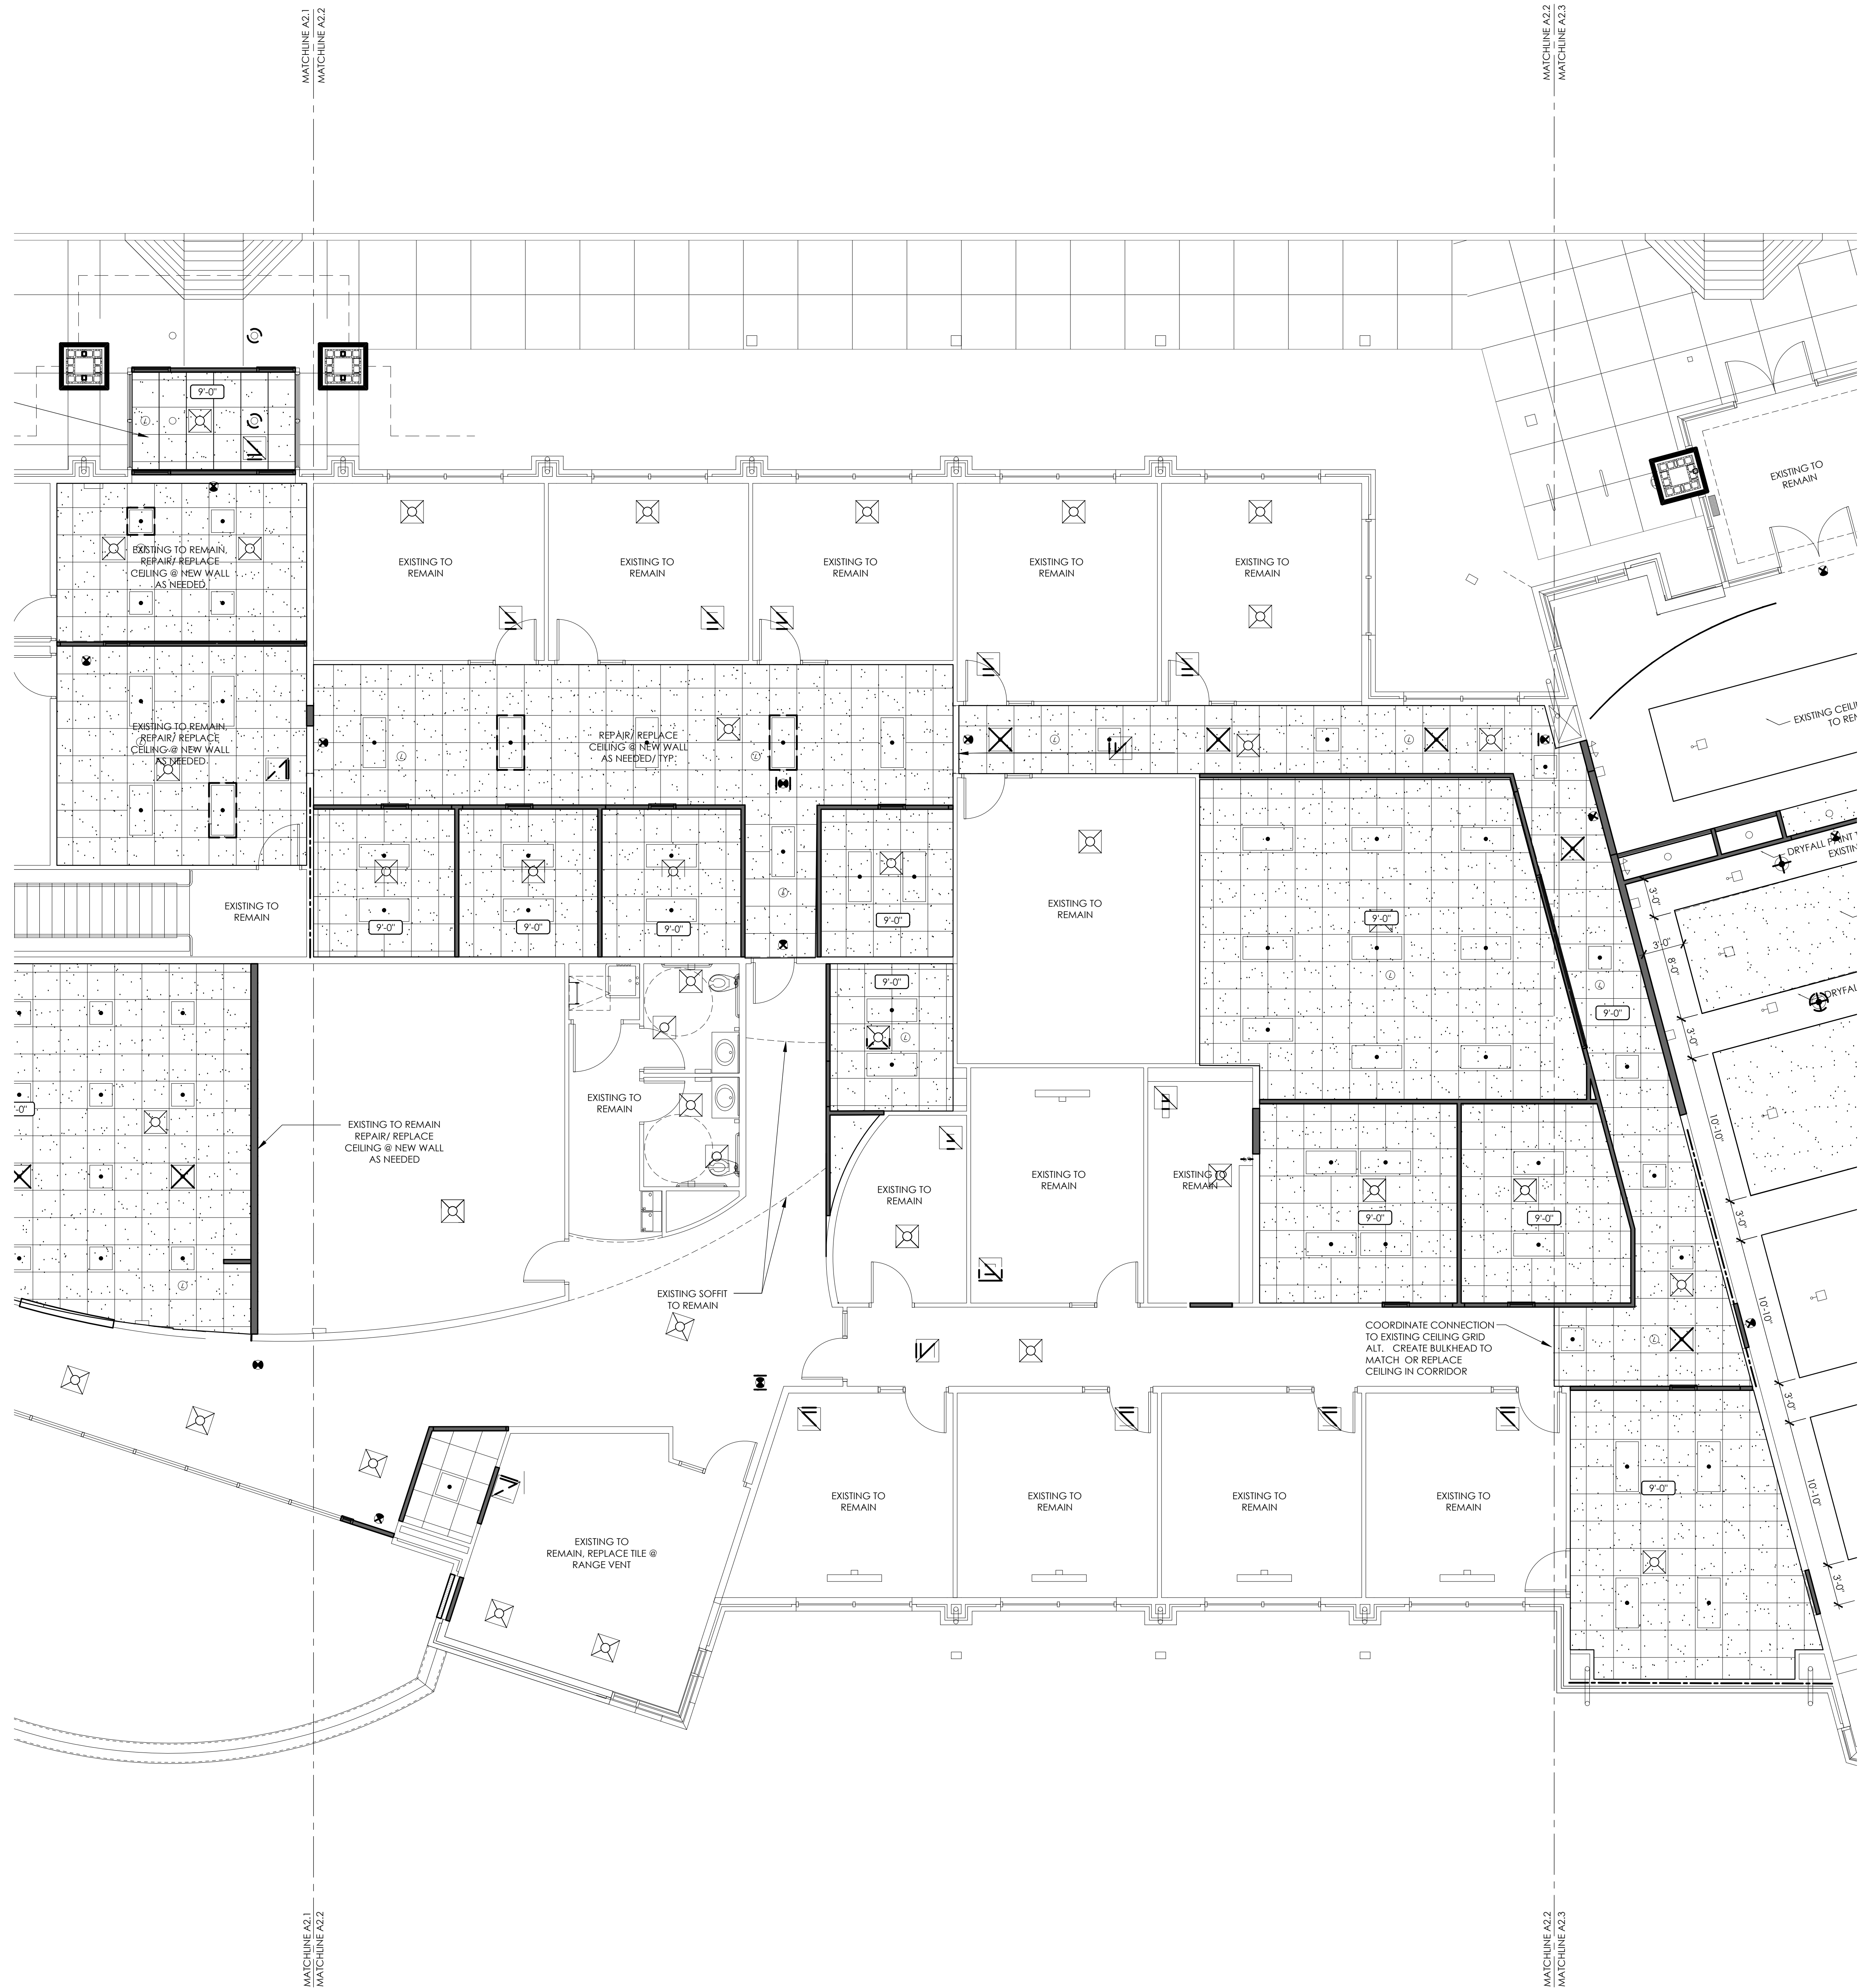 MATCHLINE A2.1
MATCHLINE A2.2
MATCHLINE A2.2
MATCHLINE A2.3
9'-0"
EXISTING TO
REMAIN
EXISTING TO REMAIN,
REPAIR/ REPLACE
CEILING @ NEW WALL
AS NEEDED
EXISTING TO
REMAIN
EXISTING TO
REMAIN
EXISTING TO
REMAIN
EXISTING TO
REMAIN
EXISTING TO
REMAIN
EXISTING TO REMAIN,
REPAIR/ REPLACE
CEILING @ NEW WALL
AS NEEDED
REPAIR/ REPLACE
CEILING @ NEW WALL
AS NEEDED/ TYP.
EXISTING CEILI
TO RE
DRYFALL PAINT
EXISTIN
EXISTING TO
REMAIN
9'-0"
9'-0"
9'-0"
9'-0"
EXISTING TO
REMAIN
9'-0"
3'-0"
3'-0"
8'-0"
DRYFAL
9'-0"
9'-0"
3'-0"
'-0"
EXISTING TO REMAIN
REPAIR/ REPLACE
CEILING @ NEW WALL
AS NEEDED
EXISTING TO
REMAIN
EXISTING TO
REMAIN
EXISTING TO
REMAIN
EXISTING TO
REMAIN
9'-0"
9'-0"
10'-10"
3'-0"
EXISTING SOFFIT
TO REMAIN
COORDINATE CONNECTION
TO EXISTING CEILING GRID
ALT. CREATE BULKHEAD TO
MATCH OR REPLACE
CEILING IN CORRIDOR
10'-10"
3'-0"
EXISTING TO
REMAIN, REPLACE TILE @
RANGE VENT
EXISTING TO
REMAIN
EXISTING TO
REMAIN
EXISTING TO
REMAIN
EXISTING TO
REMAIN
9'-0"
10'-10"
3'-0"
MATCHLINE A2.1
MATCHLINE A2.2
MATCHLINE A2.2
MATCHLINE A2.3